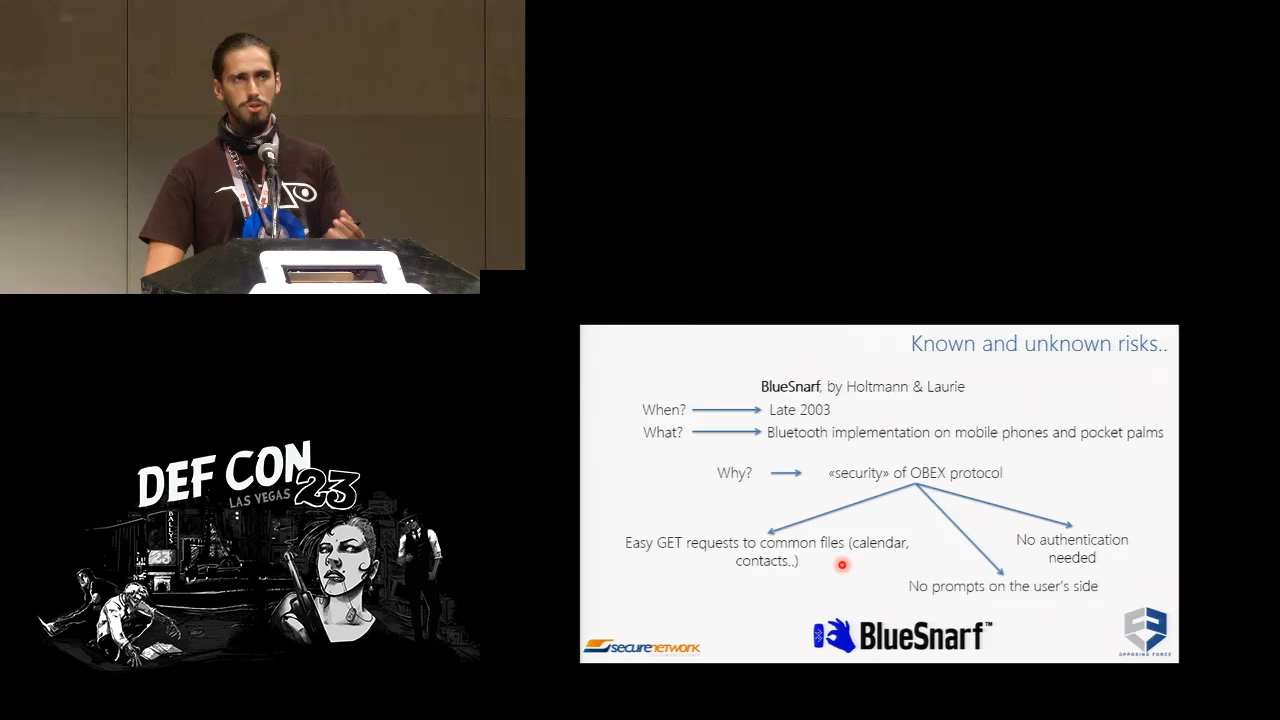 Known and unknown risks..
BlueSnarf, by Holtmann & Laurie
When? Late 2003
What? Bluetooth implementation on mobile phones and pocket palms
Why? «security» of OBEX protocol
Easy GET requests to common files (calendar,
contacts..)
No authentication
needed
No prompts on the user's side
BlueSnarf™
securenetwork
OPPOSING FORCE
DEF CON
LAS VEGAS 23
BALLYS